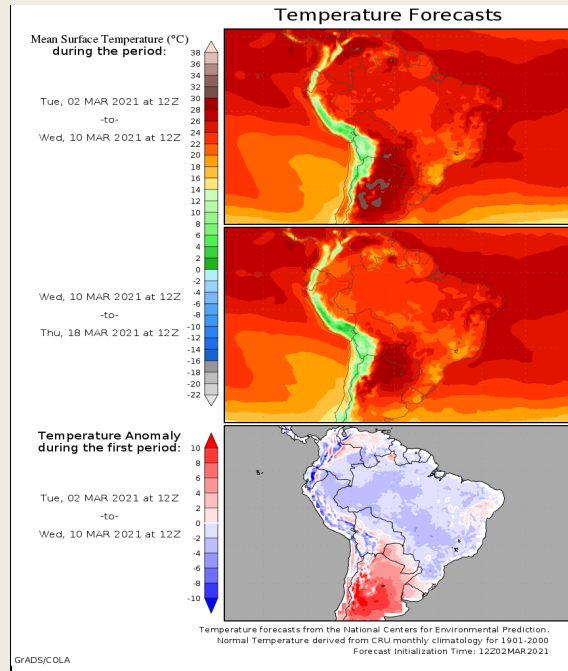 Temperature Forecasts
Mean Surface Temperature (°C)
during the period:
Tue, 02 MAR 2021 at 12Z
-to-
Wed, 10 MAR 2021 at 12Z
38
36
34
32
30
28
26
24
22
20
18
16
14
12
10
8
6
4
2
0
-2
-4
-6
-8
-10
-12
-14
-16
-18
-20
-22
Wed, 10 MAR 2021 at 12Z
-to-
Thu, 18 MAR 2021 at 12Z
Temperature Anomaly
during the first period:
Tue, 02 MAR 2021 at 12Z
-to-
Wed, 10 MAR 2021 at 12Z
10
8
6
4
2
0
-2
-4
-6
-8
-10
Temperature forecasts from the National Centers for Environmental Prediction.
Normal Temperature derived from CRU monthly climatology for 1901-2000
Forecast Initialization Time: 12Z02MAR2021
GrADS/COLA